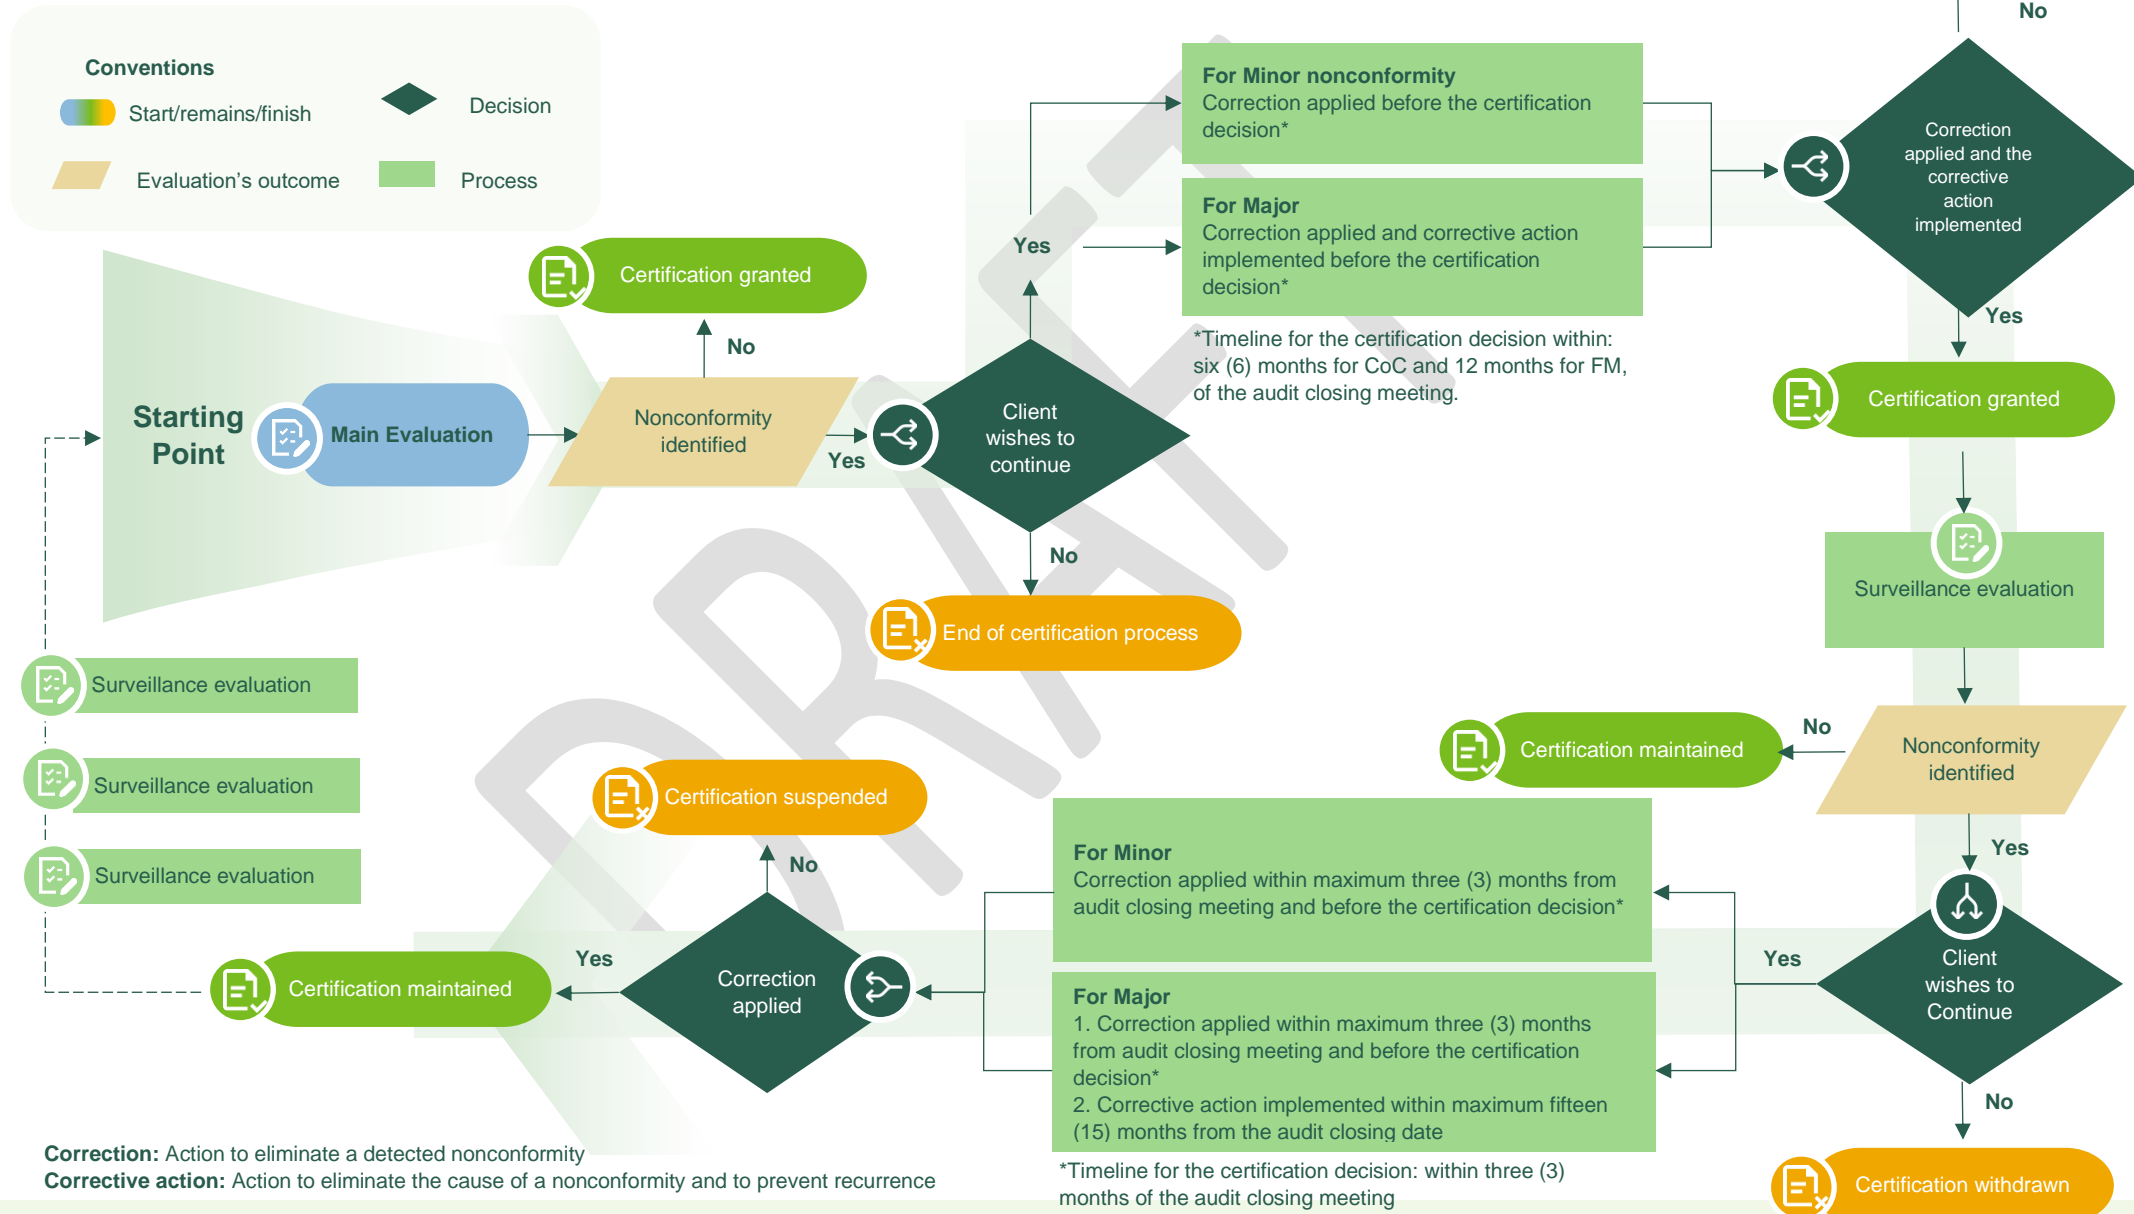 Conventions
Start/remains/finish
Decision
Evaluation's outcome
Process
Starting
Point
Main Evaluation
Nonconformity
identified
No
Certification granted
Yes
Client
wishes to
continue
No
End of certification process
Yes
For Minor nonconformity
Correction applied before the certification
decision*
For Major
Correction applied and corrective action
implemented before the certification
decision*
*Timeline for the certification decision within:
six (6) months for CoC and 12 months for FM,
of the audit closing meeting.
No
Correction
applied and the
corrective
action
implemented
Yes
Certification granted
Surveillance evaluation
Nonconformity
identified
No
Certification maintained
Yes
Client
wishes to
Continue
No
Certification withdrawn
Yes
For Minor
Correction applied within maximum three (3) months from
audit closing meeting and before the certification decision*
For Major
1. Correction applied within maximum three (3) months
from audit closing meeting and before the certification
decision*
2. Corrective action implemented within maximum fifteen
(15) months from the audit closing date
*Timeline for the certification decision: within three (3)
months of the audit closing meeting
Correction
applied
No
Certification suspended
Yes
Certification maintained
Surveillance evaluation
Surveillance evaluation
Surveillance evaluation
Correction: Action to eliminate a detected nonconformity
Corrective action: Action to eliminate the cause of a nonconformity and to prevent recurrence
DRAFT